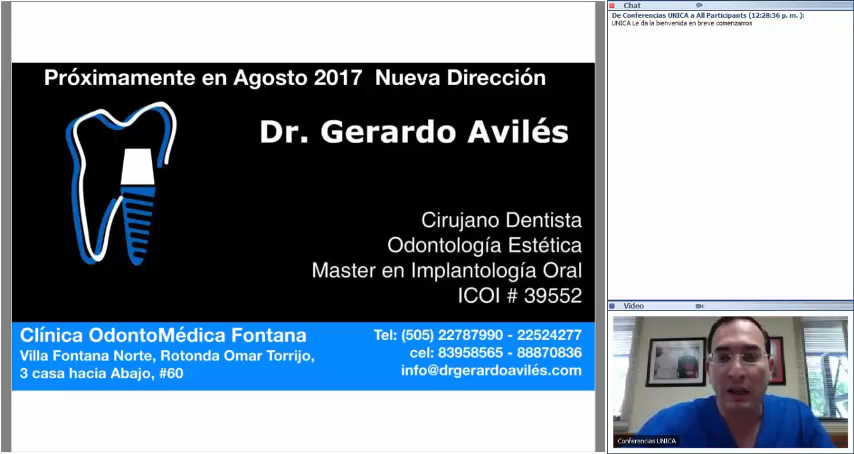 Próximamente en Agosto 2017 Nueva Dirección
Dr. Gerardo Avilés
Cirujano Dentista
Odontología Estética
Master en Implantología Oral
ICOI # 39552
Clínica OdontoMédica Fontana
Villa Fontana Norte, Rotonda Omar Torrijo,
3 casa hacia Abajo, #60
Tel: (505) 22787990 - 22524277
cel: 83958565 - 88870836
info@drgerardoavilés.com
Chat
De Conferencias UNICA a All Participants (12:28:36 p. m. ):
UNICA Le da la bienvenida en breve comenzamos
Video
Conferencias UNICA